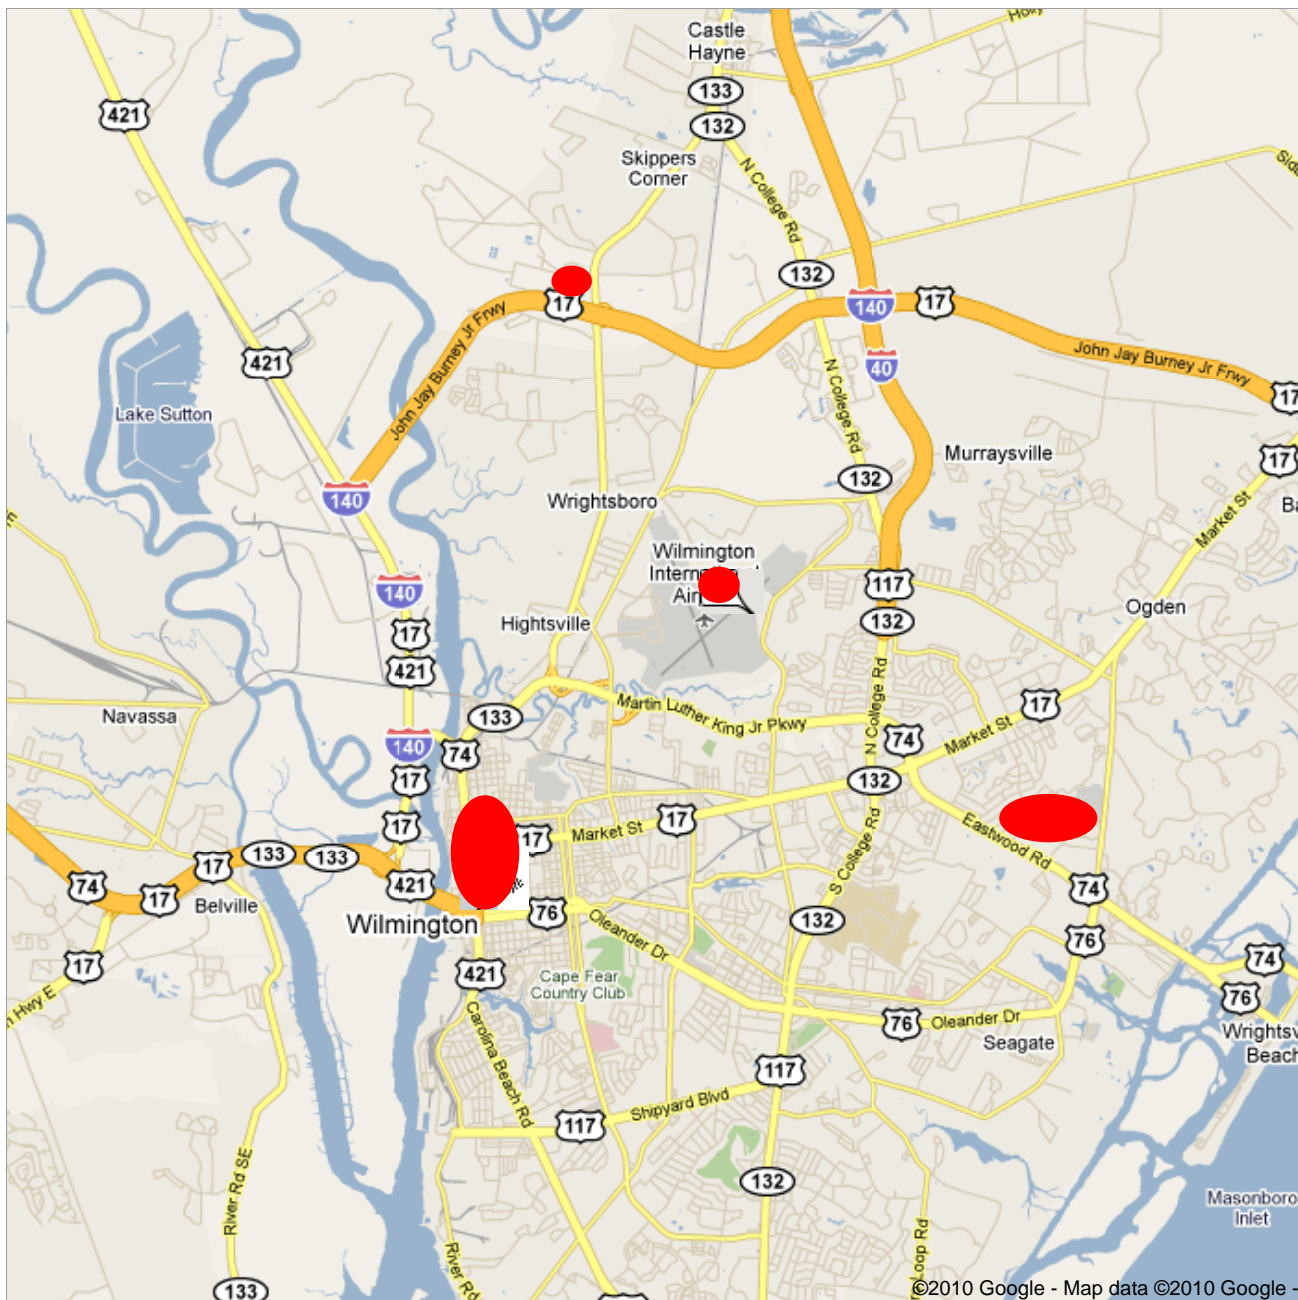 Castle
Hayne
Holly
421
133
132
Skippers
Corner
N College Rd
132
17
140
17
421
John Jay Burney Jr Frwy
40
John Jay Burney Jr Frwy
17
Lake Sutton
N College Rd
Murraysville
17
132
140
Wrightsboro
Market St
Ba
E
Wilmington
Internat
Airp
117
140
Ogden
Hightsville
132
17
421
N College Rd
Martin Luther King Jr Pkwy
17
Navassa
133
Market St
74
140
74
132
17
17
17
Market St
17
Eastwood Rd
S College Rd
133
133
17
74
17
421
74
Belville
Wilmington
76
Oleander Dr
132
76
17
421
Cape Fear
Country Club
74
n Hwy E
76
76
Oleander Dr
Seagate
Wrightsv
Beach
Carolina Beach Rd
117
Shipyard Blvd
117
River Rd SE
132
Masonboro
Inlet
River Rd
Loop Rd
133
©2010 Google - Map data ©2010 Google -